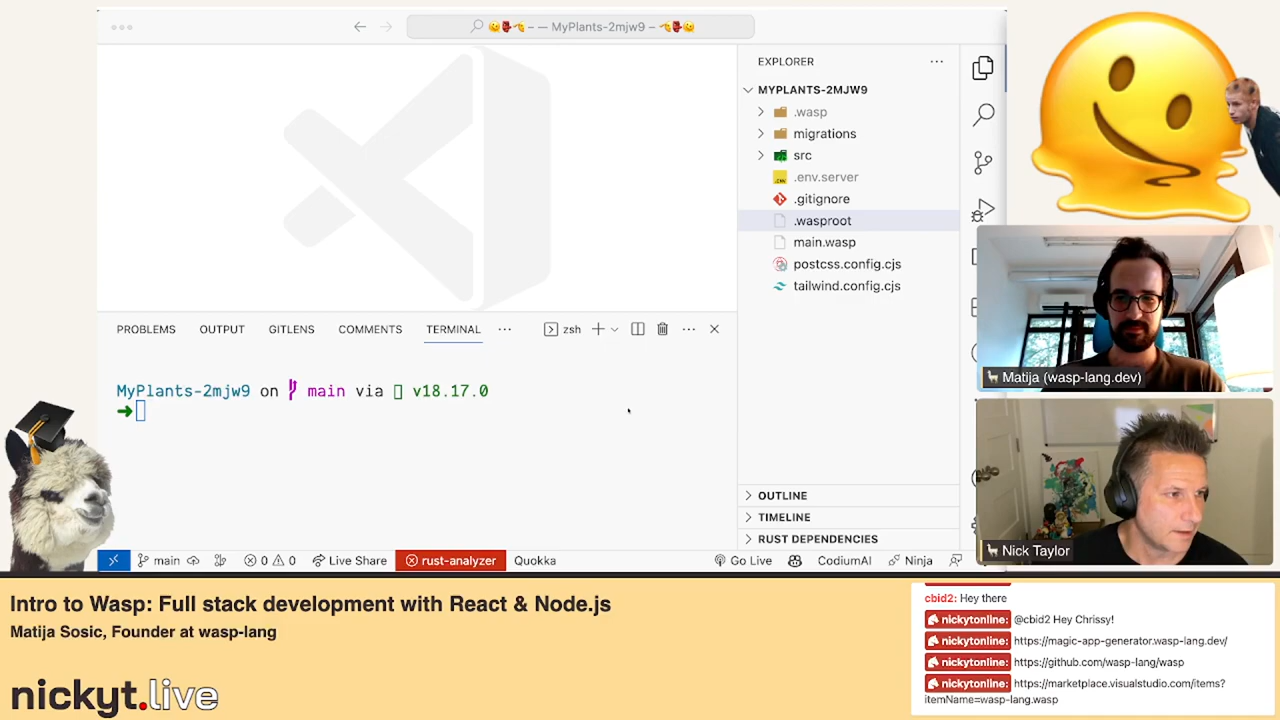 🫠👺🤏 – — MyPlants-2mjw9 – 🤏👺🫠
EXPLORER
MYPLANTS-2MJW9
.wasp
migrations
src
.env.server
.gitignore
.wasproot
main.wasp
postcss.config.cjs
tailwind.config.cjs
PROBLEMS OUTPUT GITLENS COMMENTS TERMINAL
zsh
MyPlants-2mjw9 on main via v18.17.0
OUTLINE
TIMELINE
RUST DEPENDENCIES
main 0 0 Live Share rust-analyzer Quokka Go Live CodiumAI Ninja
Matija (wasp-lang.dev)
Nick Taylor
Intro to Wasp: Full stack development with React & Node.js
Matija Sosic, Founder at wasp-lang
nickyt.live
cbid2: Hey there
nickytonline: @cbid2 Hey Chrissy!
nickytonline: https://magic-app-generator.wasp-lang.dev/
nickytonline: https://github.com/wasp-lang/wasp
nickytonline: https://marketplace.visualstudio.com/items?
itemName=wasp-lang.wasp